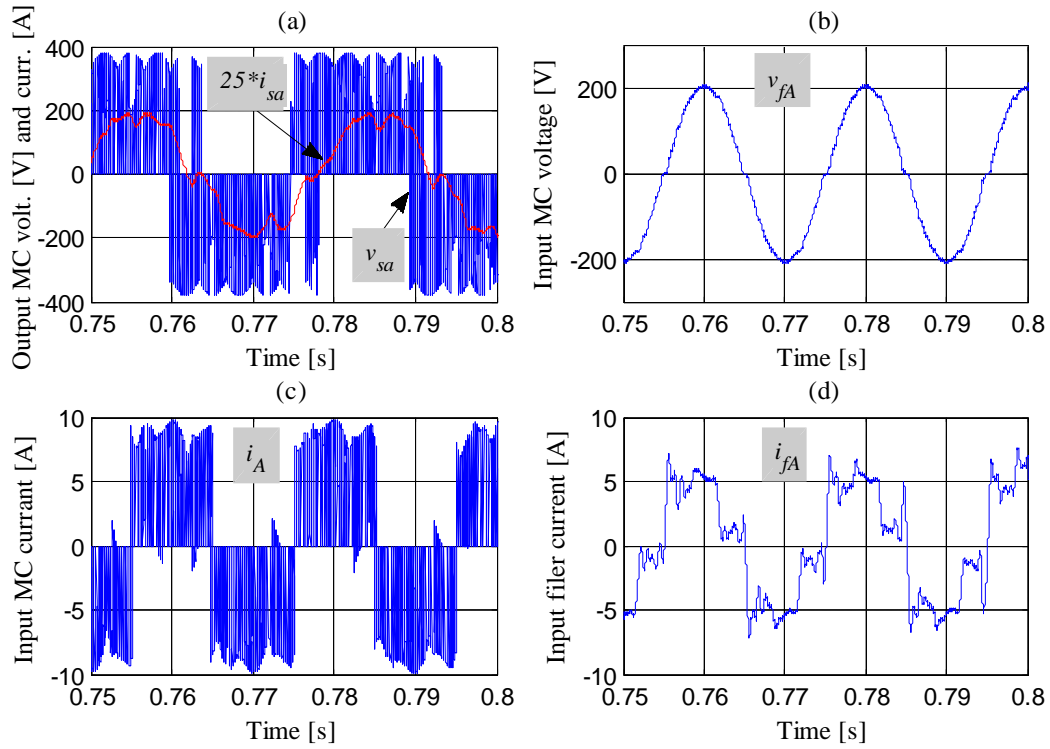 (a)
Output MC volt. [V] and curr. [A]
400
200
0
-200
-400
25*i_sa
v_sa
0.75 0.76 0.77 0.78 0.79 0.8
Time [s]
(b)
Input MC voltage [V]
200
0
-200
v_fA
0.75 0.76 0.77 0.78 0.79 0.8
Time [s]
(c)
Input MC currant [A]
10
5
0
-5
-10
i_A
0.75 0.76 0.77 0.78 0.79 0.8
Time [s]
(d)
Input filer current [A]
10
5
0
-5
-10
i_fA
0.75 0.76 0.77 0.78 0.79 0.8
Time [s]